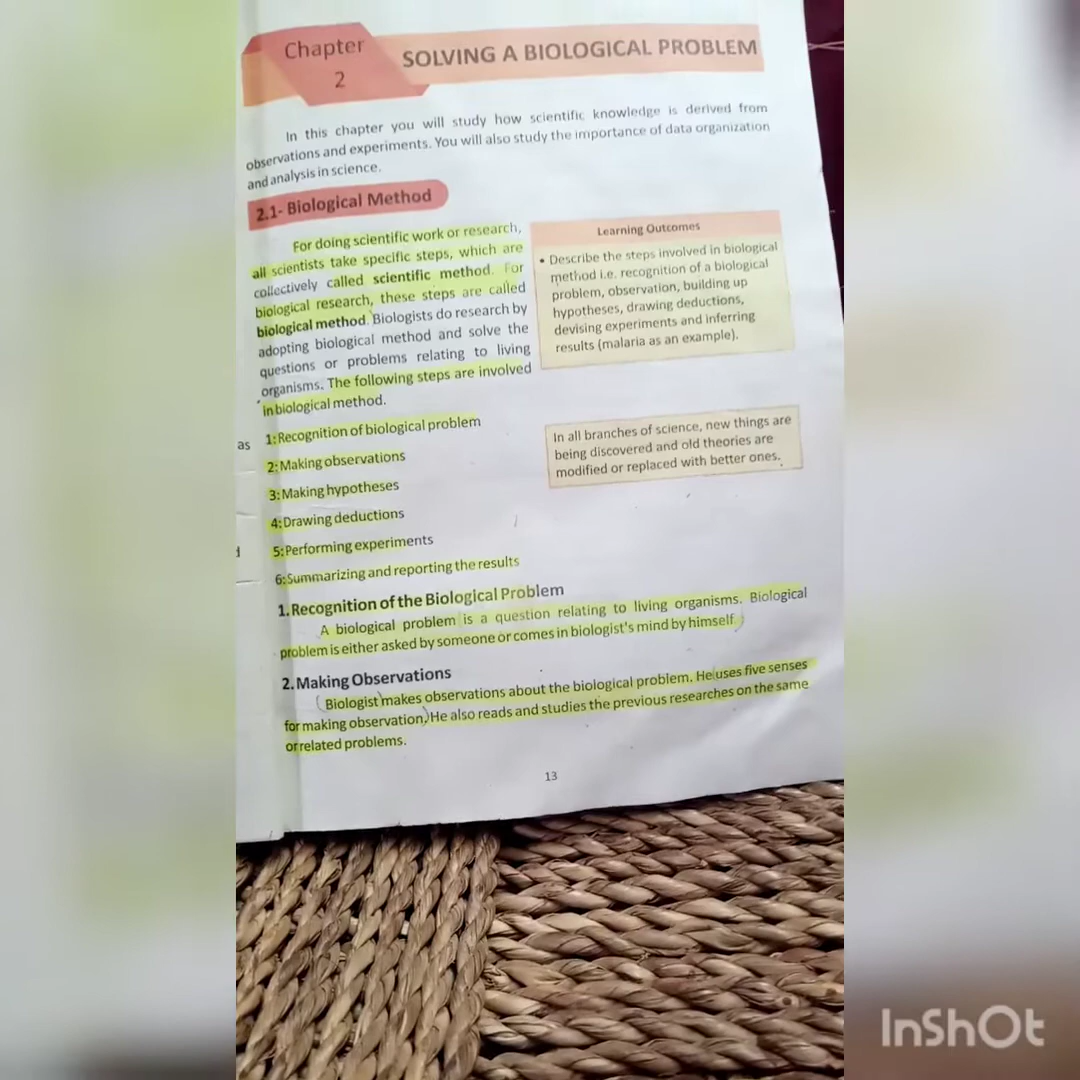 Chapter
2
SOLVING A BIOLOGICAL PROBLEM
In this chapter you will study how scientific knowledge is derived from
observations and experiments. You will also study the importance of data organization
and analysis in science.
2.1- Biological Method
For doing scientific work or research,
all scientists take specific steps, which are
collectively called scientific method. For
biological research, these steps are called
biological method. Biologists do research by
adopting biological method and solve the
questions or problems relating to living
organisms. The following steps are involved
in biological method.
Learning Outcomes
• Describe the steps involved in biological
method i.e. recognition of a biological
problem, observation, building up
hypotheses, drawing deductions,
devising experiments and inferring
results (malaria as an example).
as
1: Recognition of biological problem
2: Making observations
3: Making hypotheses
4: Drawing deductions
5: Performing experiments
6: Summarizing and reporting the results
In all branches of science, new things are
being discovered and old theories are
modified or replaced with better ones.
1. Recognition of the Biological Problem
A biological problem is a question relating to living organisms. Biological
problem is either asked by someone or comes in biologist's mind by himself.
2. Making Observations
Biologist makes observations about the biological problem. He uses five senses
for making observation. He also reads and studies the previous researches on the same
or related problems.
13
InShOt